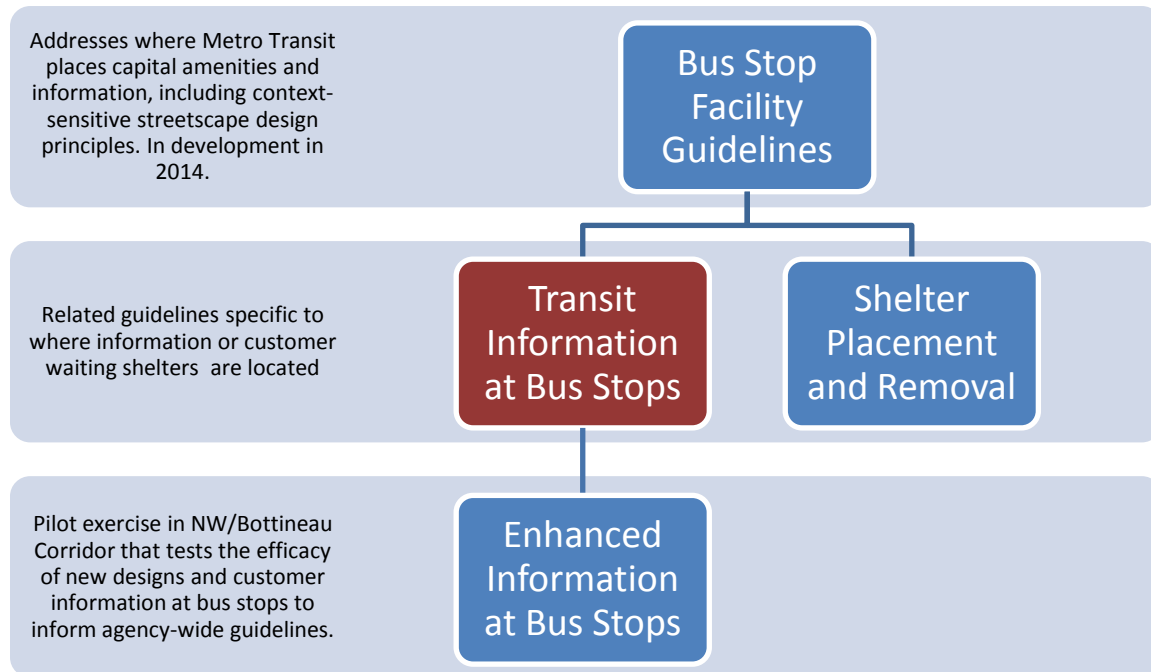 Addresses where Metro Transit
places capital amenities and
information, including context-
sensitive streetscape design
principles. In development in
2014.
Bus Stop
Facility
Guidelines
Related guidelines specific to
where information or customer
waiting shelters are located
Transit
Information
at Bus Stops
Shelter
Placement
and Removal
Pilot exercise in NW/Bottineau
Corridor that tests the efficacy
of new designs and customer
information at bus stops to
inform agency-wide guidelines.
Enhanced
Information
at Bus Stops